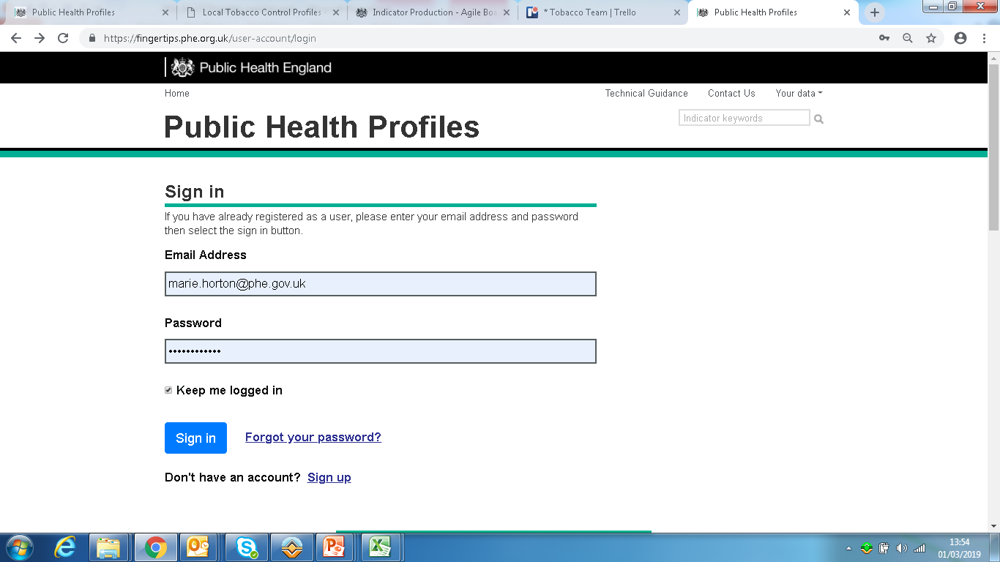 Public Health Profiles
Local Tobacco Control Profiles -
Indicator Production - Agile Boa
* Tobacco Team | Trello
Public Health Profiles
https://fingertips.phe.org.uk/user-account/login
Public Health England
Home
Technical Guidance
Contact Us
Your data
Public Health Profiles
Indicator keywords
Sign in
If you have already registered as a user, please enter your email address and password
then select the sign in button.
Email Address
marie.horton@phe.gov.uk
Password
••••••••••••
Keep me logged in
Sign in
Forgot your password?
Don't have an account? Sign up
13:54
01/03/2019